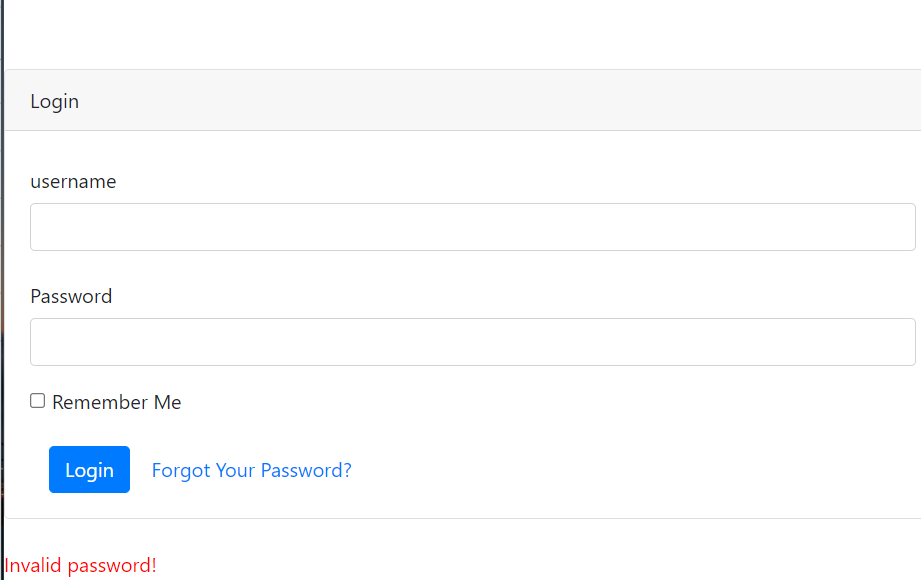 Login
username
Password
Remember Me
Login Forgot Your Password?
Invalid password!